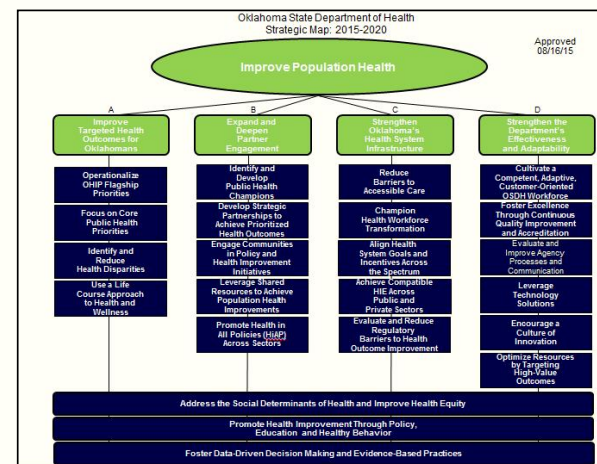 Oklahoma State Department of Health
Strategic Map: 2015-2020
Approved
08/16/15
Improve Population Health
A
Improve
Targeted Health
Outcomes for
Oklahomans
Operationalize
OHIP Flagship
Priorities
Focus on Core
Public Health
Priorities
Identify and
Reduce
Health Disparities
Use a Life
Course Approach
to Health and
Wellness
B
Expand and
Deepen
Partner
Engagement
Identify and
Develop
Public Health
Champions
Develop Strategic
Partnerships to
Achieve Prioritized
Health Outcomes
Engage Communities
in Policy and
Health Improvement
Initiatives
Leverage Shared
Resources to Achieve
Population Health
Improvements
Promote Health in
All Policies (HiAP)
Across Sectors
C
Strengthen
Oklahoma's
Health System
Infrastructure
Reduce
Barriers to
Accessible Care
Champion
Health Workforce
Transformation
Align Health
System Goals and
Incentives Across
the Spectrum
Achieve Compatible
HIE Across
Public and
Private Sectors
Evaluate and Reduce
Regulatory
Barriers to Health
Outcome Improvement
D
Strengthen the
Department's
Effectiveness
and Adaptability
Cultivate a
Competent, Adaptive,
Customer-Oriented
OSDH Workforce
Foster Excellence
Through Continuous
Quality Improvement
and Accreditation
Evaluate and
Improve Agency
Processes and
Communication
Leverage
Technology
Solutions
Encourage a
Culture of
Innovation
Optimize Resources
by Targeting
High-Value
Outcomes
Address the Social Determinants of Health and Improve Health Equity
Promote Health Improvement Through Policy,
Education and Healthy Behavior
Foster Data-Driven Decision Making and Evidence-Based Practices